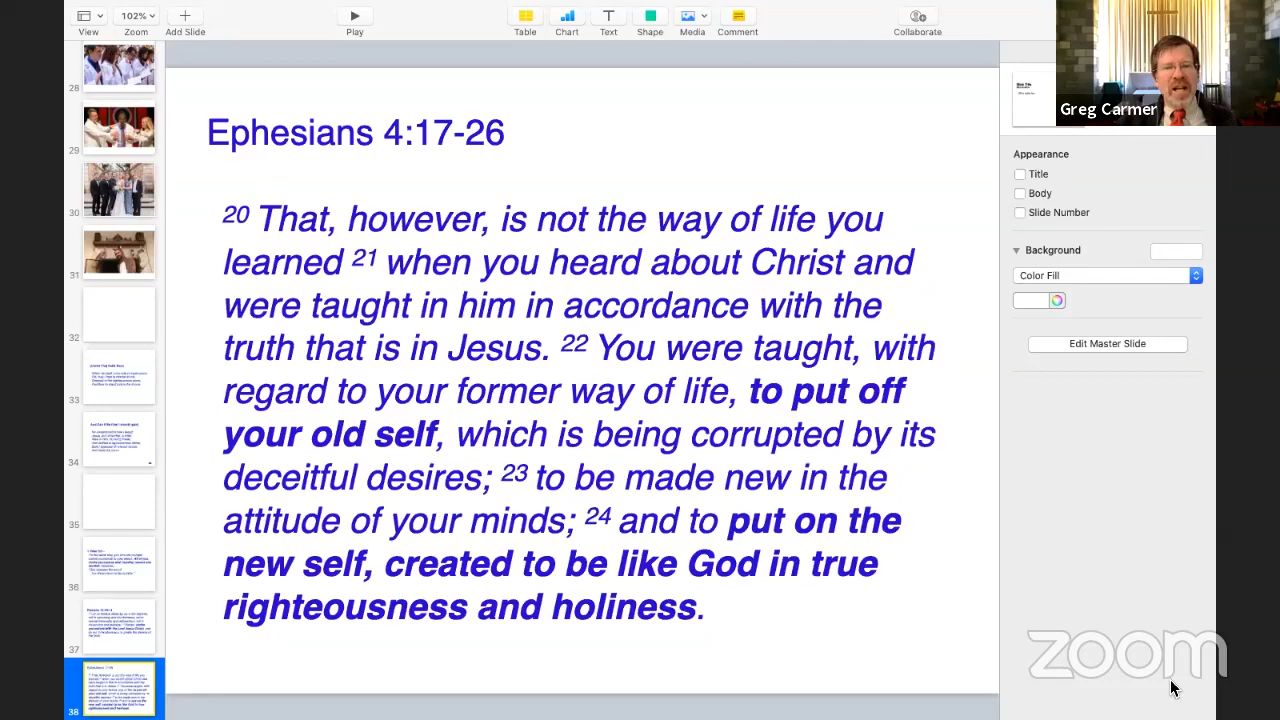 102%
View
Zoom
Add Slide
Play
Table
Chart
Text
Shape
Media
Comment
Collaborate
Greg Carmer
28
29
30
31
32
33
34
35
36
37
38
Ephesians 4:17-26
20 That, however, is not the way of life you
learned 21 when you heard about Christ and
were taught in him in accordance with the
truth that is in Jesus. 22 You were taught, with
regard to your former way of life, to put off
your old self, which is being corrupted by its
deceitful desires; 23 to be made new in the
attitude of your minds; 24 and to put on the
new self, created to be like God in true
righteousness and holiness.
Appearance
Title
Body
Slide Number
Background
Color Fill
Edit Master Slide
zoom